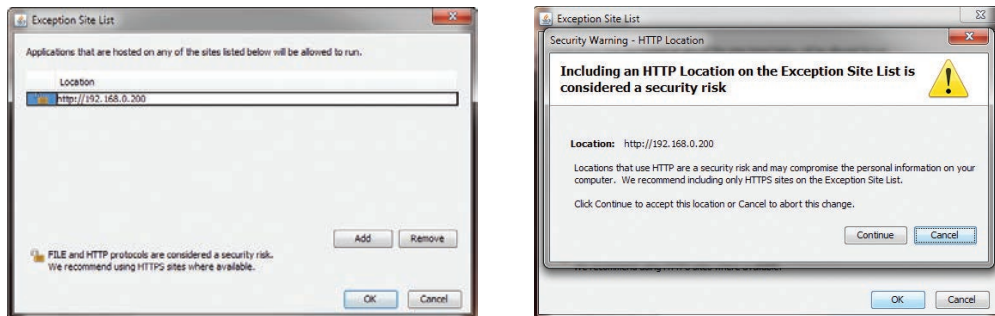 Exception Site List
Applications that are hosted on any of the sites listed below will be allowed to run.
Location
http://192.168.0.200
Add
Remove
FILE and HTTP protocols are considered a security risk.
We recommend using HTTPS sites where available.
OK
Cancel
Exception Site List
Security Warning - HTTP Location
Including an HTTP Location on the Exception Site List is
considered a security risk
Location: http://192.168.0.200
Locations that use HTTP are a security risk and may compromise the personal information on your
computer. We recommend including only HTTPS sites on the Exception Site List.
Click Continue to accept this location or Cancel to abort this change.
Continue
Cancel
OK
Cancel